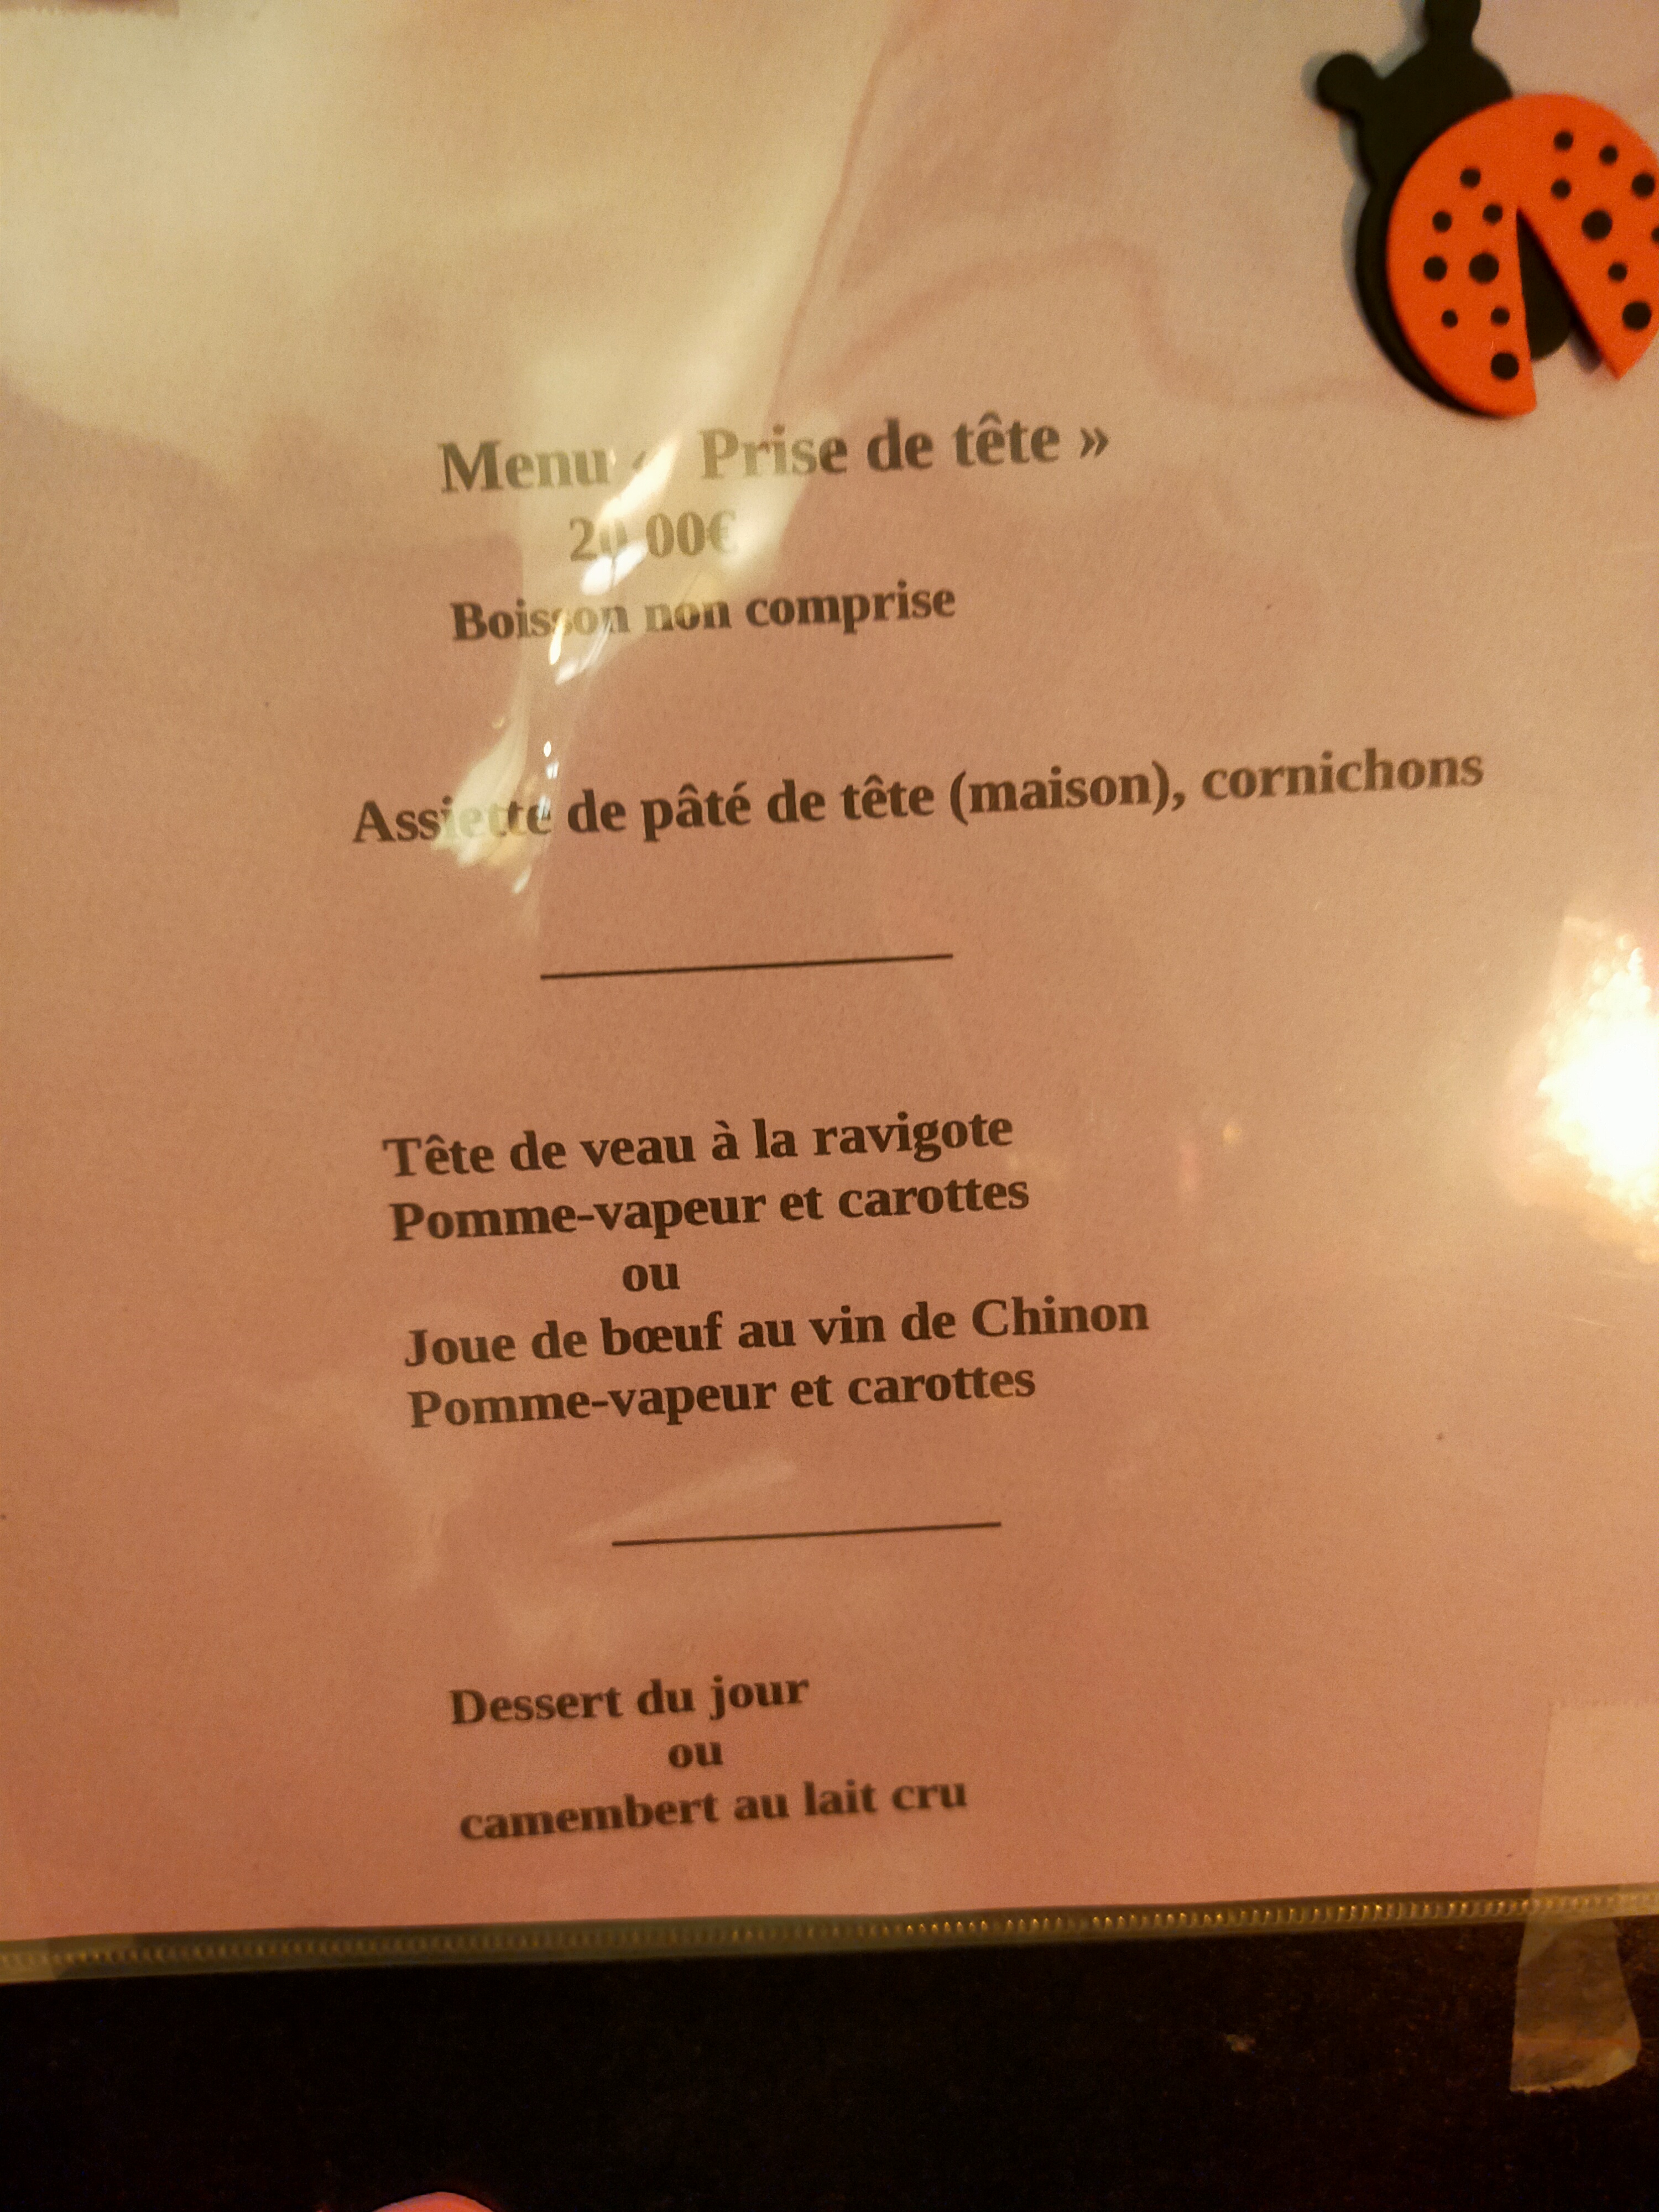 Menu « Prise de tête »
20,00€
Boisson non comprise
Assiette de pâté de tête (maison), cornichons
Tête de veau à la ravigote
Pomme-vapeur et carottes
ou
Joue de bœuf au vin de Chinon
Pomme-vapeur et carottes
Dessert du jour
ou
camembert au lait cru